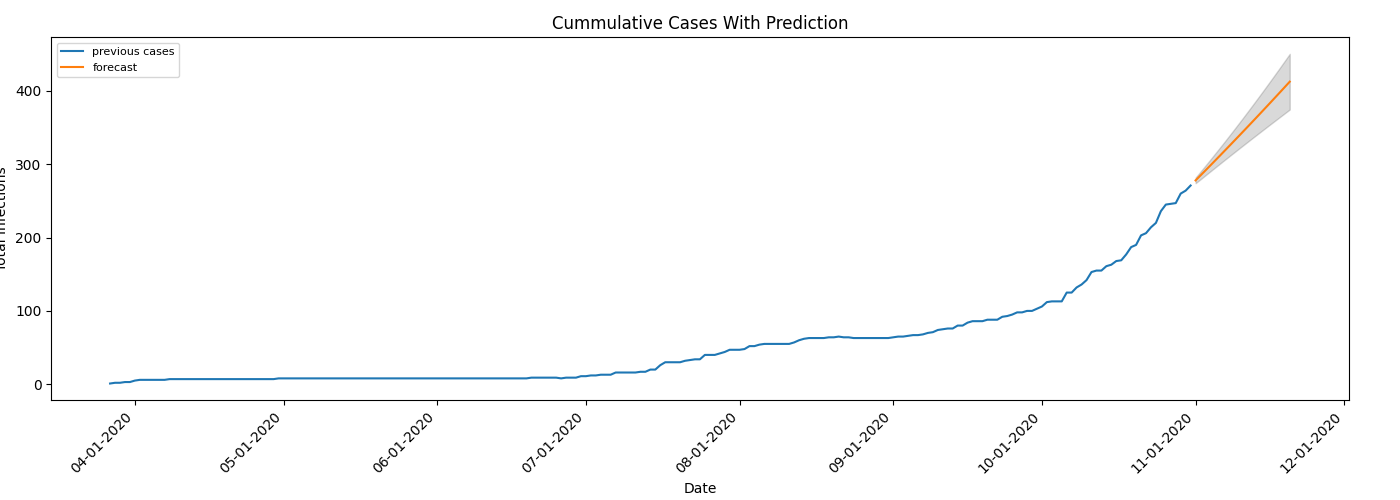 Cummulative Cases With Prediction
previous cases
forecast
400
300
200
100
0
Total Infections
04-01-2020
05-01-2020
06-01-2020
07-01-2020
08-01-2020
09-01-2020
10-01-2020
11-01-2020
12-01-2020
Date